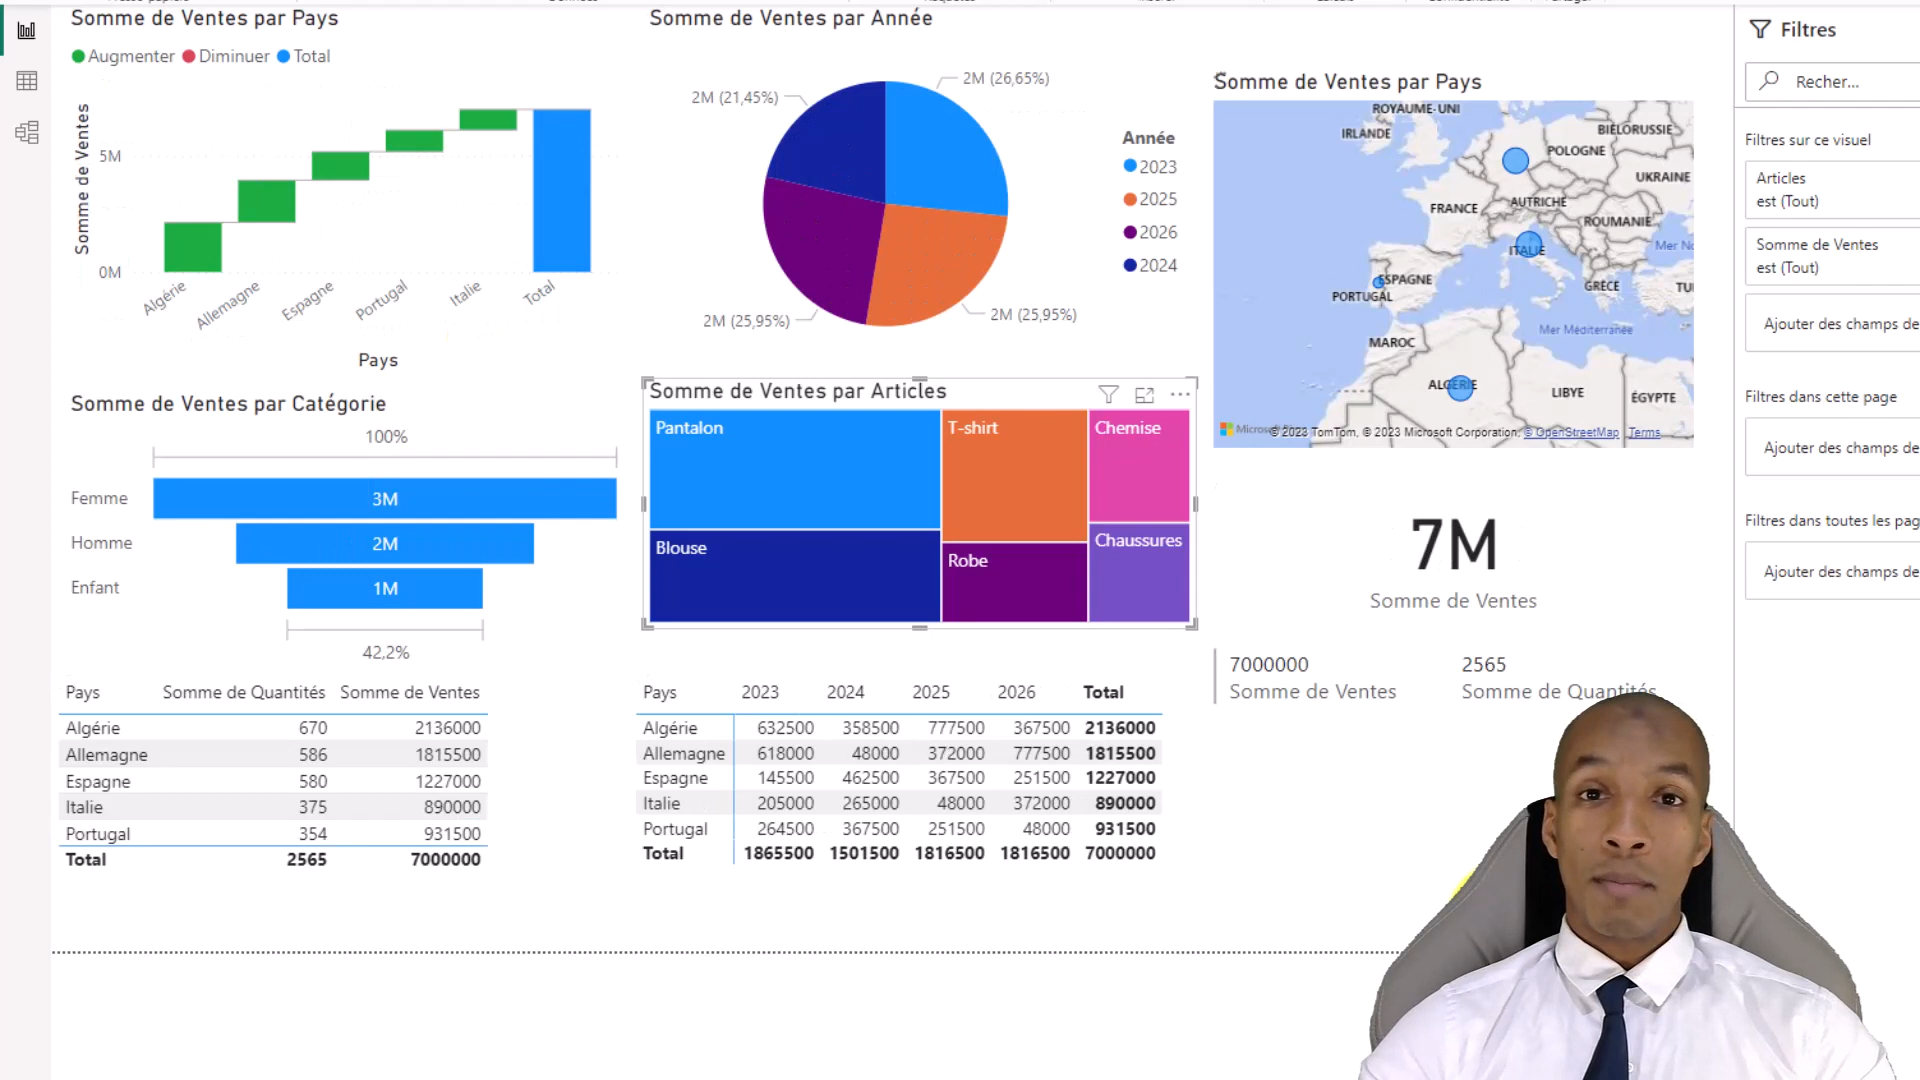 Somme de Ventes par Pays
Augmenter Diminuer Total
Somme de Ventes
5M
0M
Algérie Allemagne Espagne Portugal Italie Total
Pays
Somme de Ventes par Année
2M (26,65%)
2M (21,45%)
2M (25,95%)
2M (25,95%)
Année
2023
2025
2026
2024
Somme de Ventes par Pays
ROYAUME-UNI
IRLANDE
BIÉLORUSSIE
POLOGNE
UKRAINE
FRANCE
AUTRICHE
ROUMANIE
Mer No
ITALIE
ESPAGNE
PORTUGAL
GRÈCE
TU
Mer Méditerranée
MAROC
ALGÉRIE
LIBYE
ÉGYPTE
© 2023 TomTom, © 2023 Microsoft Corporation, © OpenStreetMap Terms
Somme de Ventes par Catégorie
100%
Femme 3M
Homme 2M
Enfant 1M
42,2%
Somme de Ventes par Articles
Pantalon
T-shirt
Chemise
Blouse
Robe
Chaussures
7M
Somme de Ventes
7000000 2565
Somme de Ventes Somme de Quantités
Pays Somme de Quantités Somme de Ventes
Algérie 670 2136000
Allemagne 586 1815500
Espagne 580 1227000
Italie 375 890000
Portugal 354 931500
Total 2565 7000000
Pays 2023 2024 2025 2026 Total
Algérie 632500 358500 777500 367500 2136000
Allemagne 618000 48000 372000 777500 1815500
Espagne 145500 462500 367500 251500 1227000
Italie 205000 265000 48000 372000 890000
Portugal 264500 367500 251500 48000 931500
Total 1865500 1501500 1816500 1816500 7000000
Filtres
Recher...
Filtres sur ce visuel
Articles
est (Tout)
Somme de Ventes
est (Tout)
Ajouter des champs de
Filtres dans cette page
Ajouter des champs de
Filtres dans toutes les pag
Ajouter des champs de